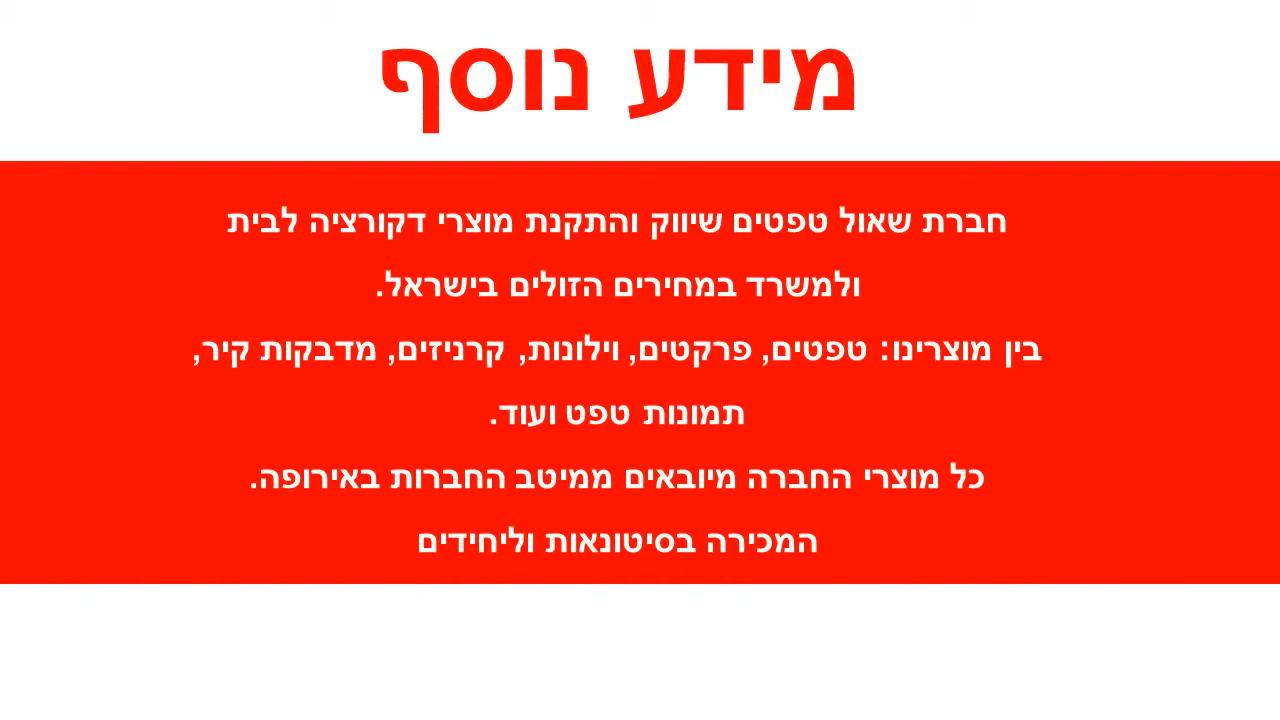 מידע נוסף
חברת שאול טפטים שיווק והתקנת מוצרי דקורציה לבית
ולמשרד במחירים הזולים בישראל.
בין מוצרינו: טפטים, פרקטים, וילונות, קרניזים, מדבקות קיר,
תמונות טפט ועוד.
כל מוצרי החברה מיובאים ממיטב החברות באירופה.
המכירה בסיטונאות וליחידים